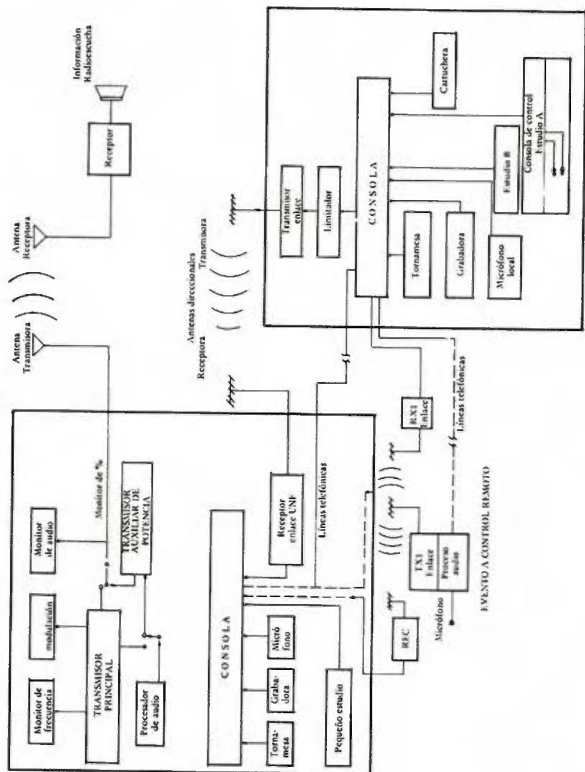 Información
Radioescucha
Receptor
Antena
Receptora
Antena
Transmisora
Monitor de %
Monitor
de audio
modulación
Monitor de
frecuencia
TRANSMISOR
AUXILIAR DE
POTENCIA
TRANSMISOR
PRINCIPAL
Procesador
de audio
CONSOLA
Receptor
enlace UNF
Micró
fono
Graba-
dora
Torna-
mesa
Pequeño estudio
Líneas telefónicas
Antenas direccionales
Receptora
Transmisora
Transmisor
enlace
Limitador
CONSOLA
Cartuchera
Tornamesa
Grabadora
Micrófono
local
Estudio B
Consola de control
Estudio A
RX1
Enlace
Líneas telefónicas
TX1
Enlace
Proceso
audio
Micrófono
REC
EVENTO A CONTROL REMOTO